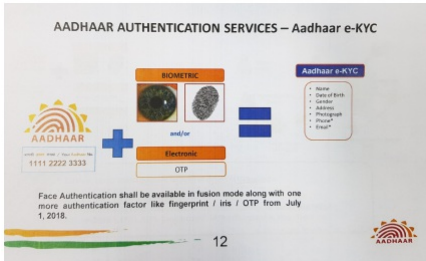 AADHAAR AUTHENTICATION SERVICES – Aadhaar e-KYC
BIOMETRIC
and/or
Electronic
OTP
AADHAAR
1111 2222 3333
Aadhaar e-KYC
• Name
• Date of Birth
• Gender
• Address
• Photograph
• Phone*
• Email*
Face Authentication shall be available in fusion mode along with one
more authentication factor like fingerprint / iris / OTP from July
1, 2018.
12
AADHAAR